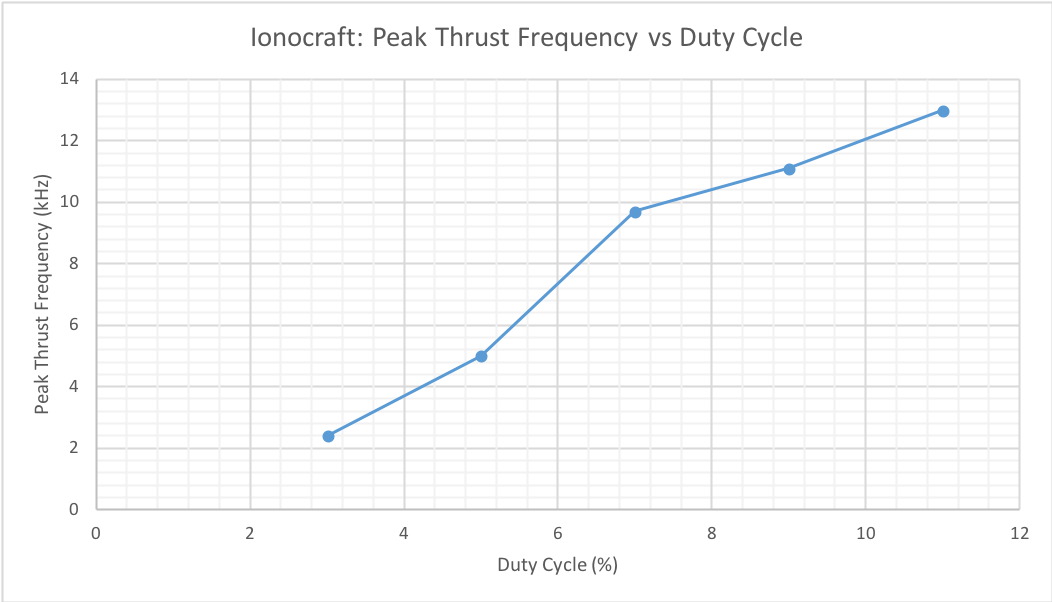 Ionocraft: Peak Thrust Frequency vs Duty Cycle
14
12
10
8
6
4
2
0
Peak Thrust Frequency (kHz)
0 2 4 6 8 10 12
Duty Cycle (%)